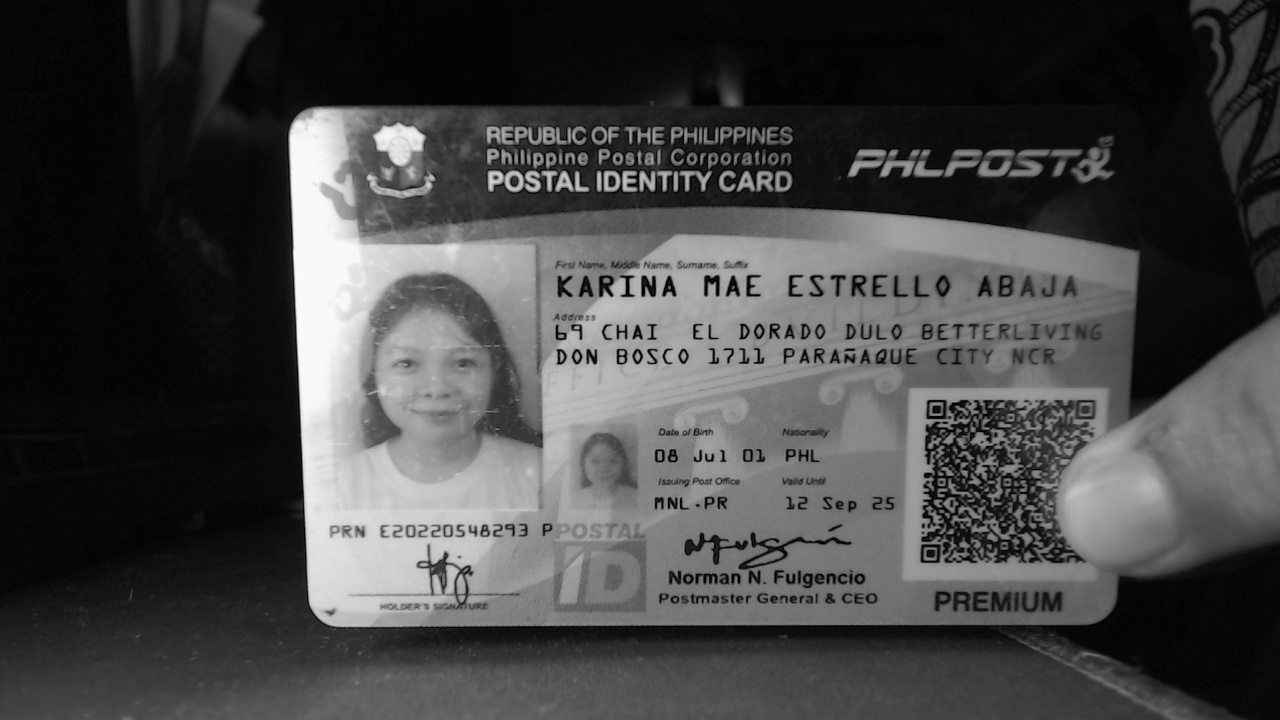 REPUBLIC OF THE PHILIPPINES
Philippine Postal Corporation
POSTAL IDENTITY CARD
PHLPOST
First Name, Middle Name, Surname, Suffix
KARINA MAE ESTRELLO ABAJA
Address
69 CHAI EL DORADO DULO BETTERLIVING
DON BOSCO 1711 PARAÑAQUE CITY NCR
Date of Birth Nationality
08 Jul 01 PHL
Issuing Post Office Valid Until
MNL.PR 12 Sep 25
PRN E20220548293 P
POSTAL
ID
HOLDER'S SIGNATURE
Norman N. Fulgencio
Postmaster General & CEO
PREMIUM